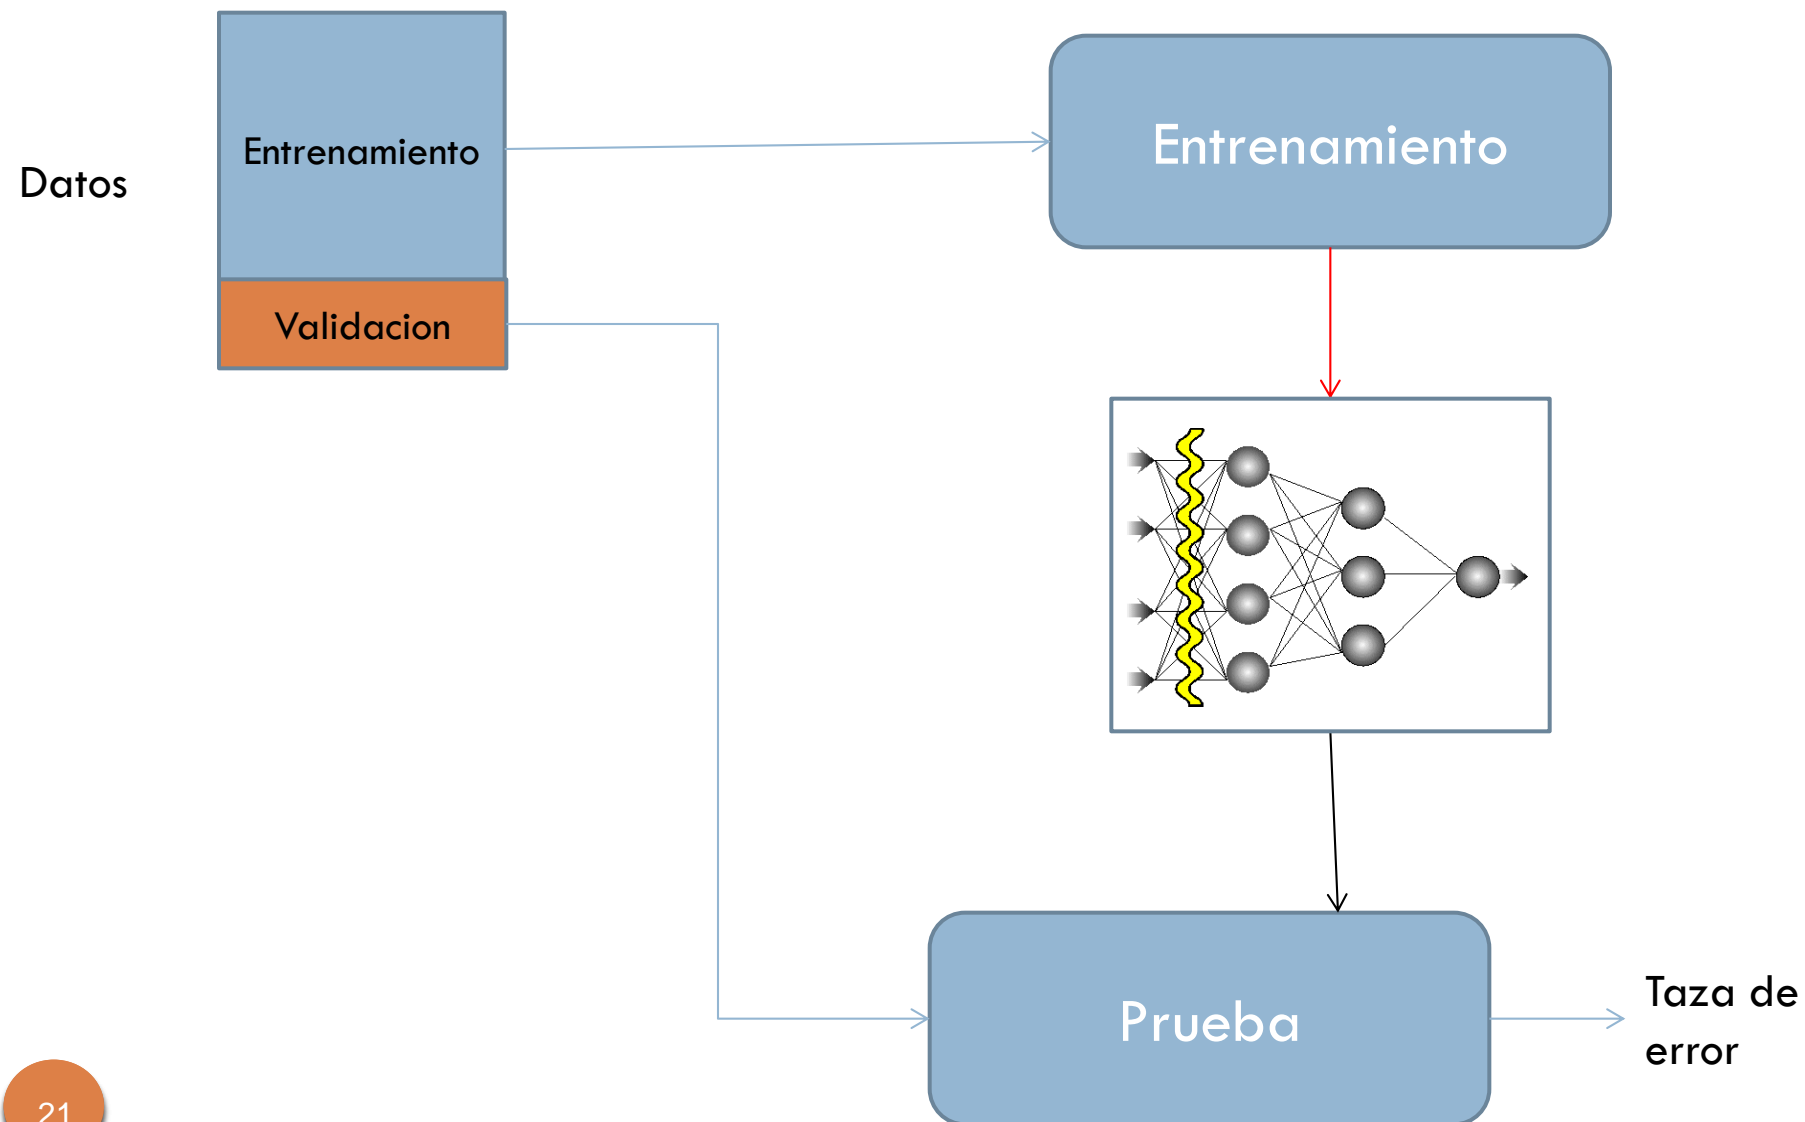 Datos
Entrenamiento
Validacion
Entrenamiento
Prueba
Taza de
error
21